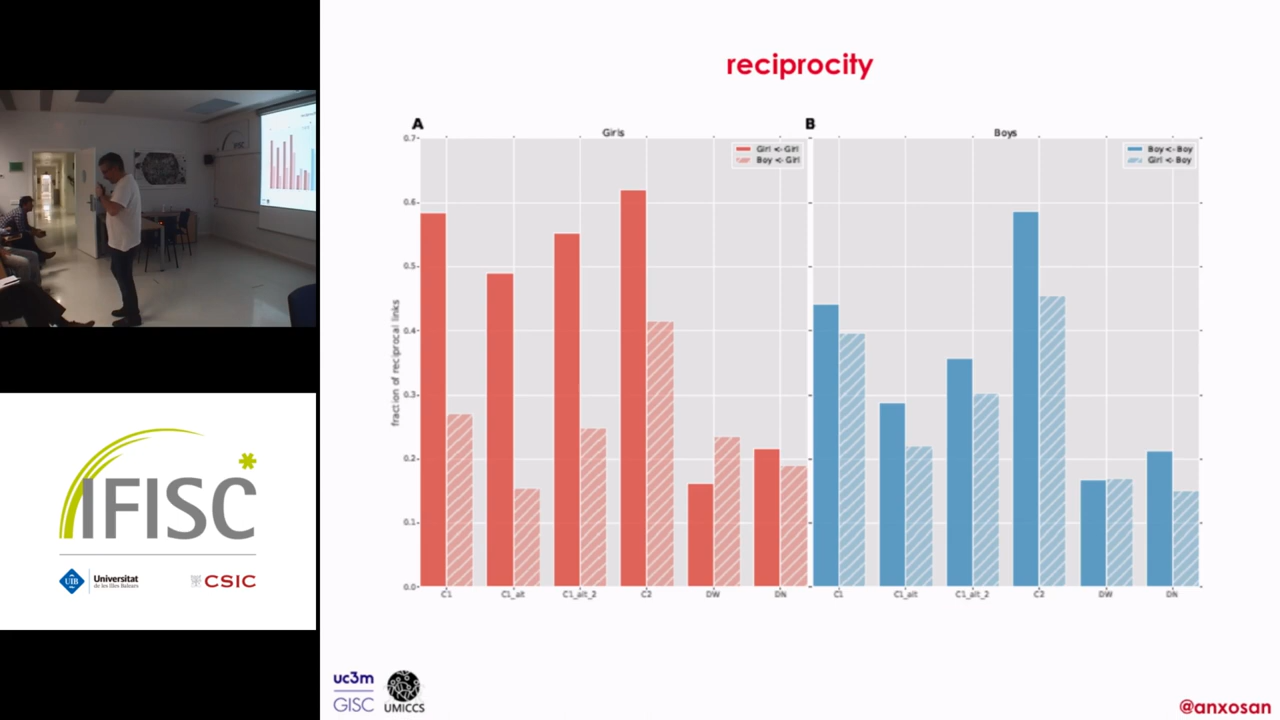 reciprocity
A
Girls
Girl <- Girl
Boy <- Girl
fraction of reciprocal links
0.7
0.6
0.5
0.4
0.3
0.2
0.1
0.0
C1
C1_alt
C1_alt_2
C2
DW
DN
B
Boys
Boy <- Boy
Girl <- Boy
C1
C1_alt
C1_alt_2
C2
DW
DN
IFISC
UIB
Universitat
de les Illes Balears
CSIC
uc3m
GISC
UMICCS
@anxosan